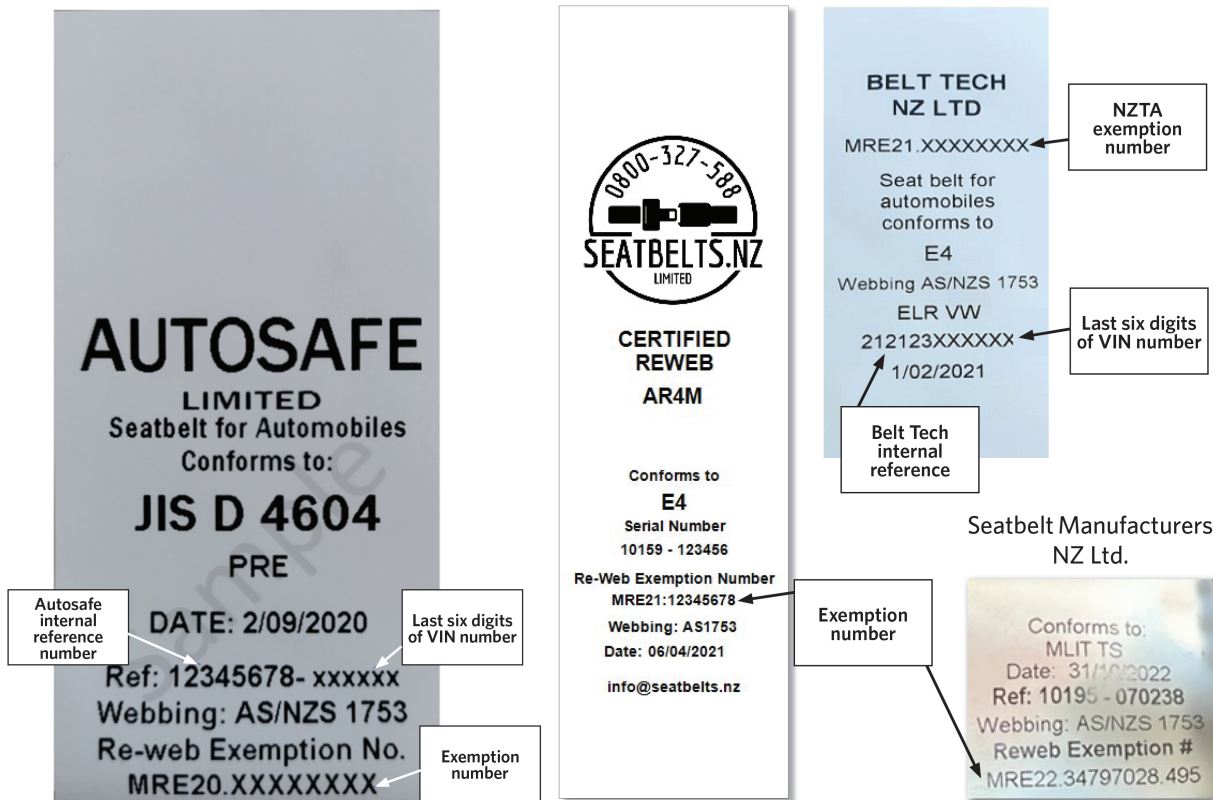 AUTOSAFE
LIMITED
Seatbelt for Automobiles
Conforms to:
JIS D 4604
PRE
DATE: 2/09/2020
Ref: 12345678- xxxxxx
Webbing: AS/NZS 1753
Re-web Exemption No.
MRE20.XXXXXXXX
Sample
Autosafe
internal
reference
number
Last six digits
of VIN number
Exemption
number
0800-327-588
SEATBELTS.NZ
LIMITED
CERTIFIED
REWEB
AR4M
Conforms to
E4
Serial Number
10159 - 123456
Re-Web Exemption Number
MRE21:12345678
Webbing: AS1753
Date: 06/04/2021
info@seatbelts.nz
BELT TECH
NZ LTD
MRE21.XXXXXXXX
Seat belt for
automobiles
conforms to
E4
Webbing AS/NZS 1753
ELR VW
212123XXXXXX
1/02/2021
NZTA
exemption
number
Last six digits
of VIN number
Belt Tech
internal
reference
Exemption
number
Seatbelt Manufacturers
NZ Ltd.
Conforms to:
MLIT TS
Date: 31/10/2022
Ref: 10195 - 070238
Webbing: AS/NZS 1753
Reweb Exemption #
MRE22.34797028.495